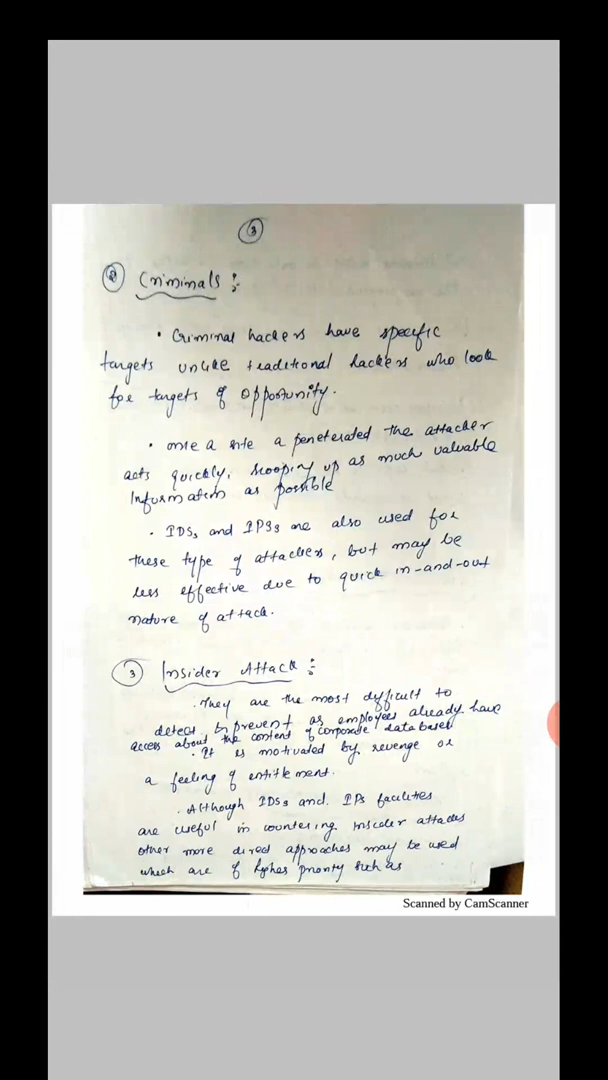 3
2 Criminals :
• Criminal hackers have specific
targets unlike traditional hackers who look
for targets of opportunity.
• once a site a peneterated the attacker
acts quickly, scooping up as much valuable
Information as possible
• IDSs and IPSs are also used for
these type of attackers, but may be
less effective due to quick in-and-out
nature of attack.
3 Insider Attack :
• They are the most difficult to
detect & prevent as employees already have
access about the content of corporate databases
• It is motivated by revenge or
a feeling of entitlement.
• Although IDSs and IPs facilities
are useful in countering Insider attacks
other more direct approaches may be used
which are of higher priority such as
Scanned by CamScanner